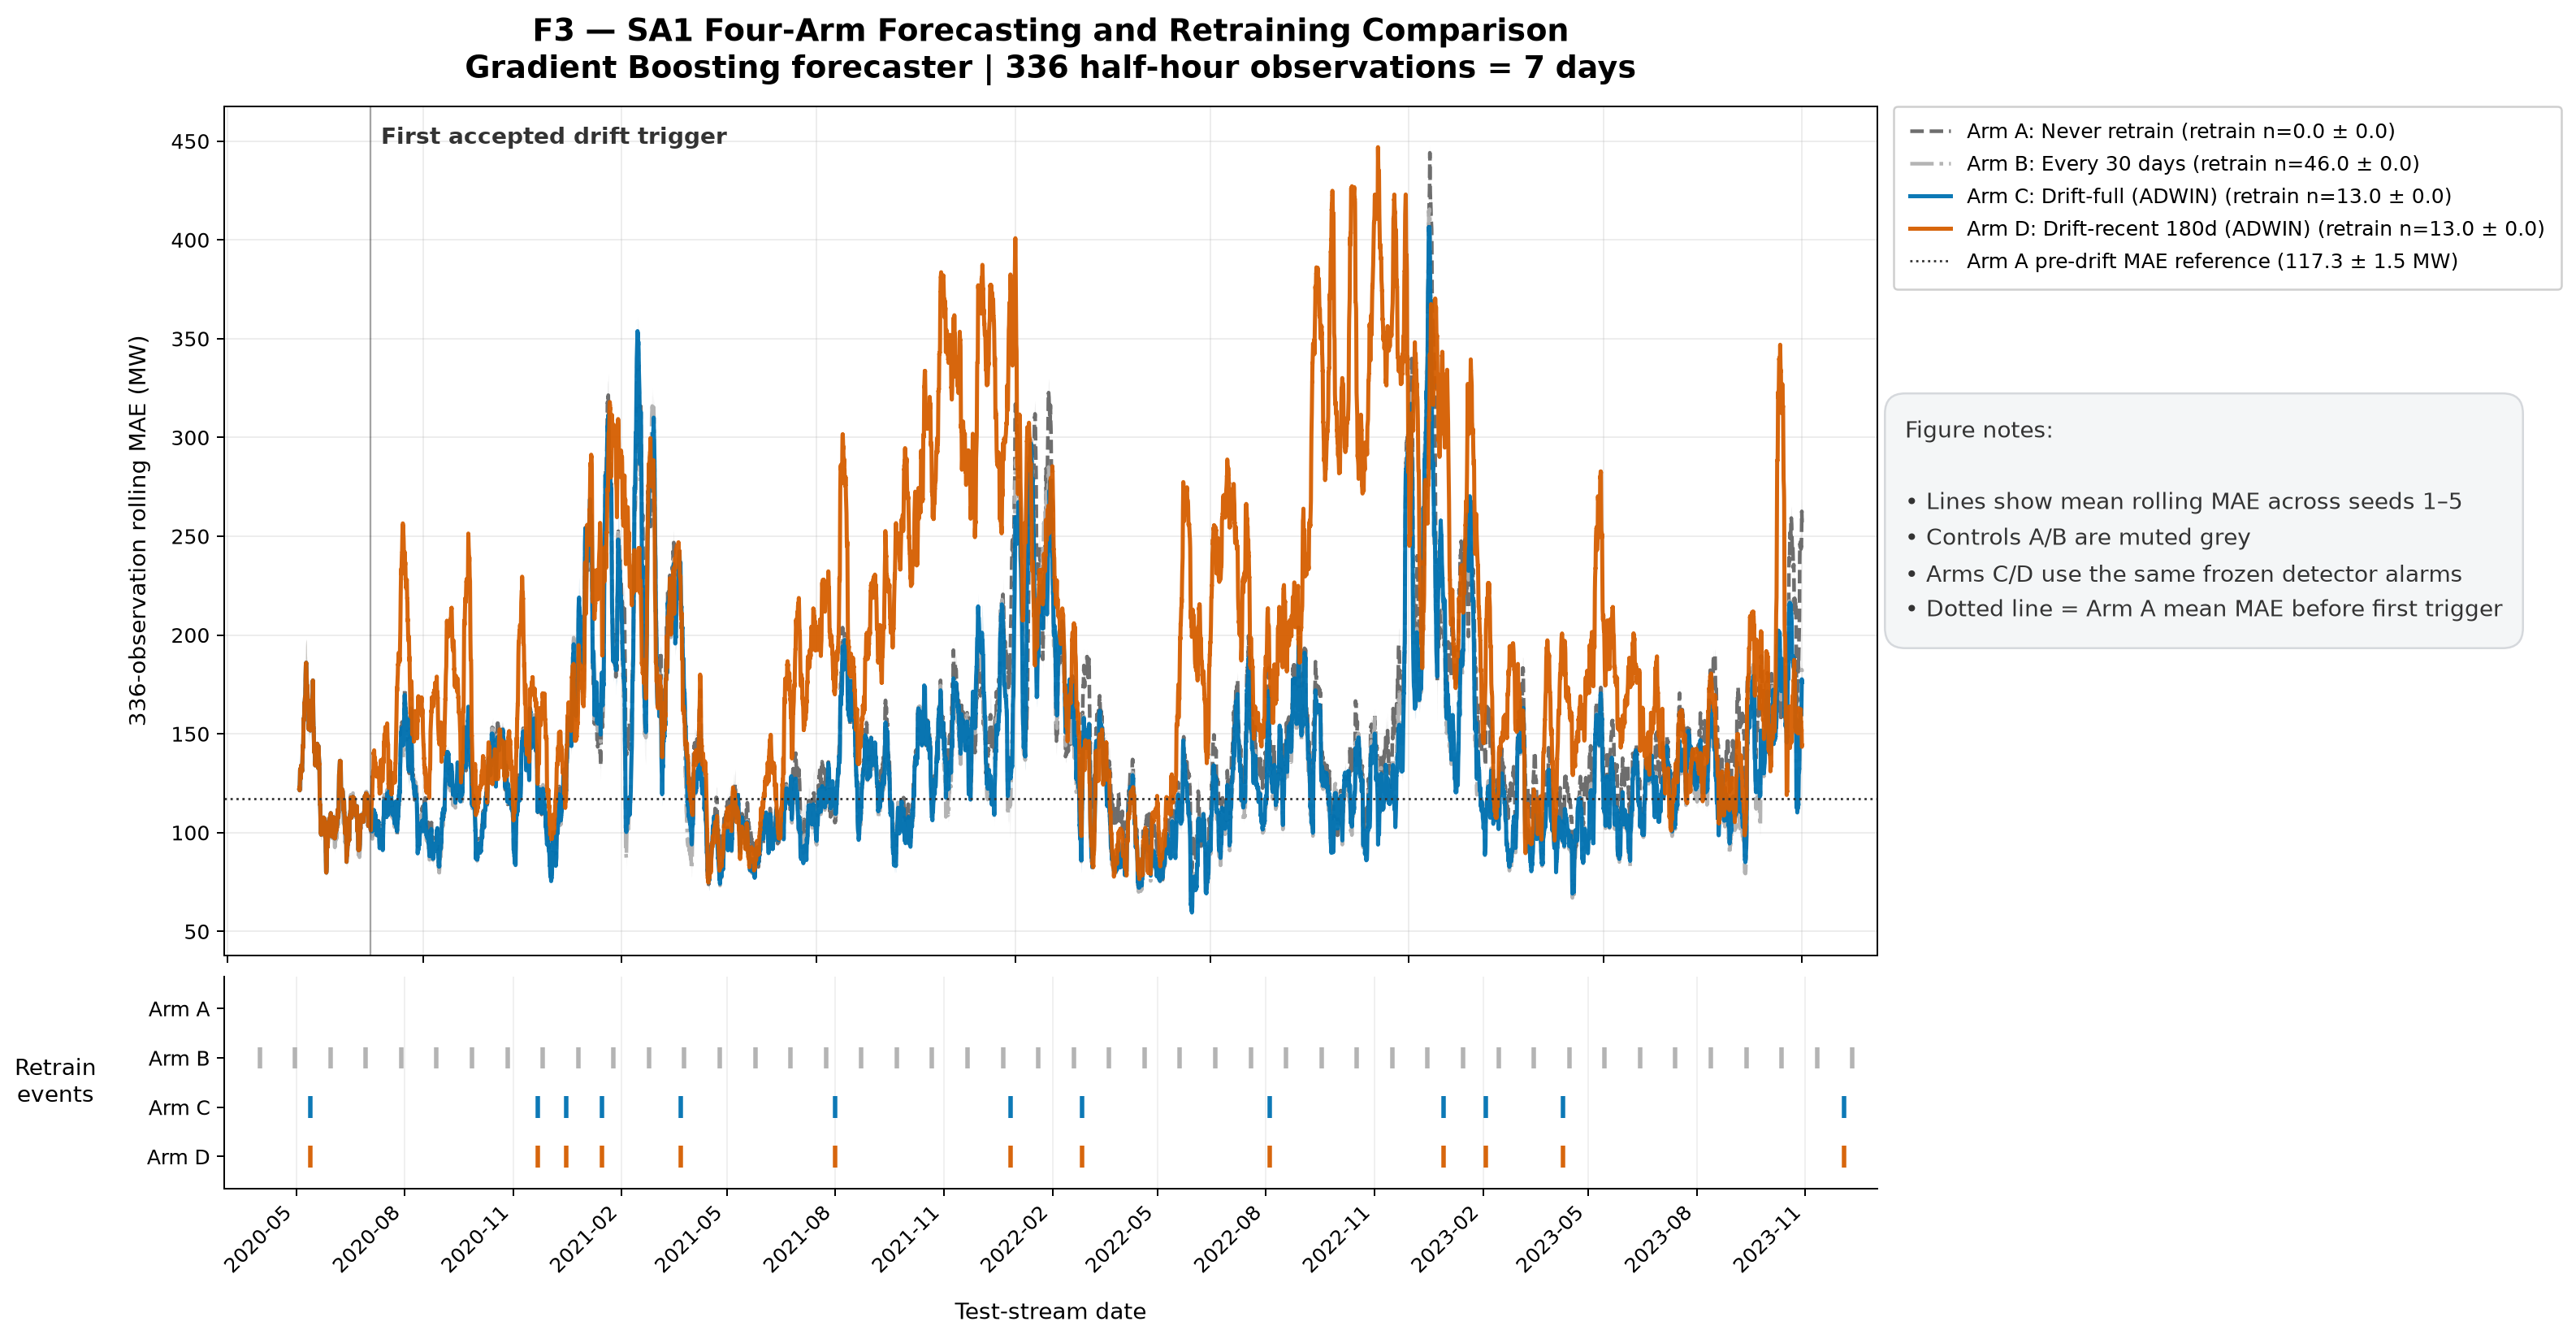 F3 — SA1 Four-Arm Forecasting and Retraining Comparison
Gradient Boosting forecaster | 336 half-hour observations = 7 days
First accepted drift trigger
336-observation rolling MAE (MW)
450
400
350
300
250
200
150
100
50
Arm A: Never retrain (retrain n=0.0 ± 0.0)
Arm B: Every 30 days (retrain n=46.0 ± 0.0)
Arm C: Drift-full (ADWIN) (retrain n=13.0 ± 0.0)
Arm D: Drift-recent 180d (ADWIN) (retrain n=13.0 ± 0.0)
Arm A pre-drift MAE reference (117.3 ± 1.5 MW)
Figure notes:
• Lines show mean rolling MAE across seeds 1–5
• Controls A/B are muted grey
• Arms C/D use the same frozen detector alarms
• Dotted line = Arm A mean MAE before first trigger
Retrain
events
Arm A
Arm B
Arm C
Arm D
2020-05
2020-08
2020-11
2021-02
2021-05
2021-08
2021-11
2022-02
2022-05
2022-08
2022-11
2023-02
2023-05
2023-08
2023-11
Test-stream date